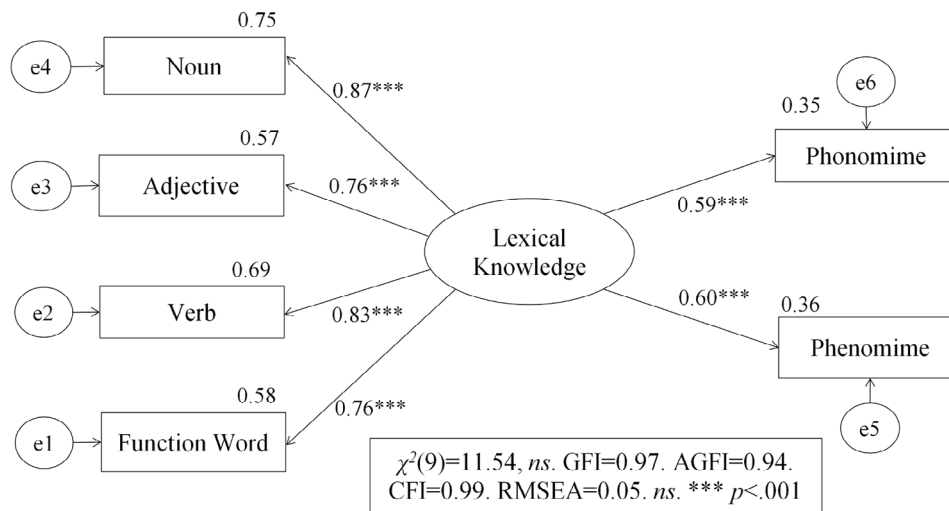 0.75
e4
Noun
0.87***
0.57
e3
Adjective
0.76***
0.69
e2
Verb
0.83***
0.58
e1
Function Word
0.76***
Lexical
Knowledge
e6
0.35
Phonomime
0.59***
0.60***
0.36
Phenomime
e5
χ²(9)=11.54, ns. GFI=0.97. AGFI=0.94.
CFI=0.99. RMSEA=0.05. ns. *** p<.001